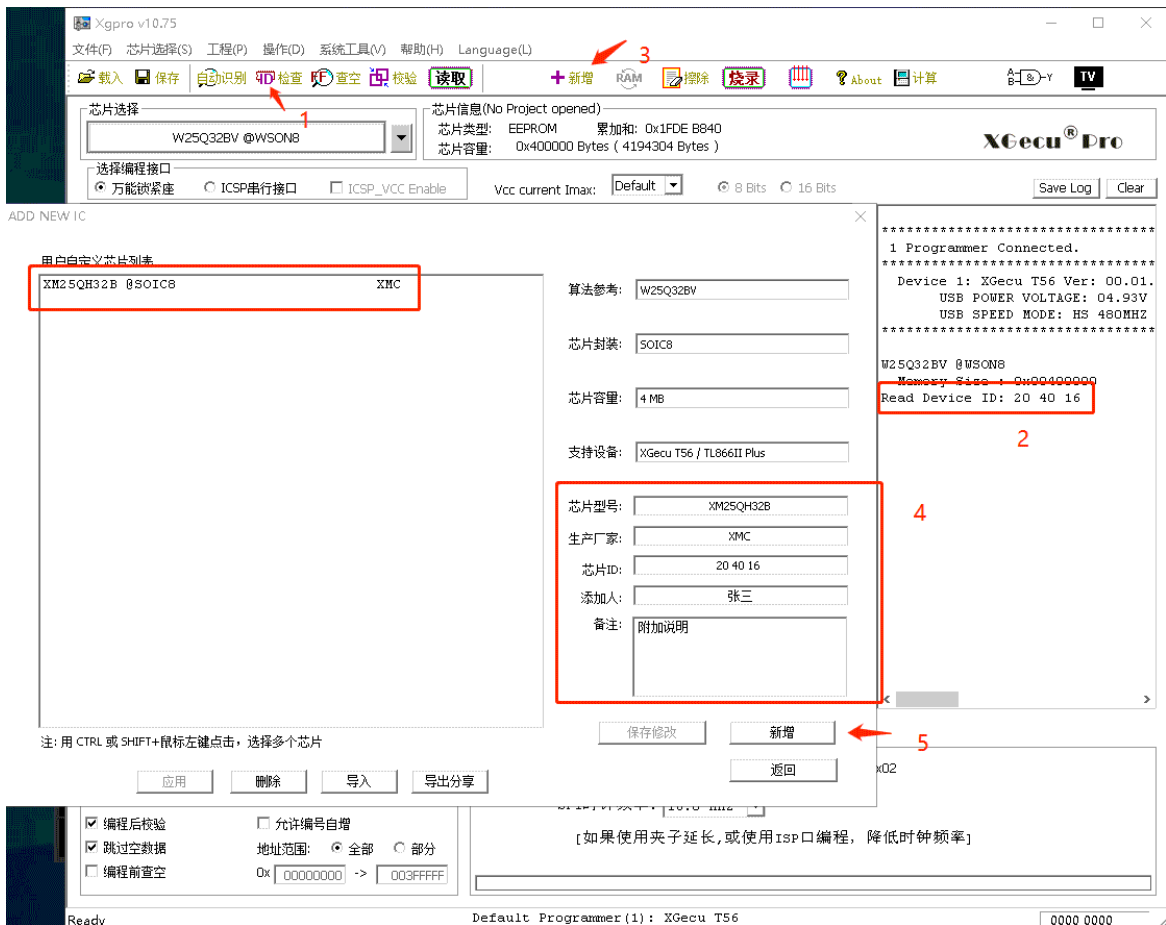 Xgpro v10.75
文件(F) 芯片选择(S) 工程(P) 操作(D) 系统工具(V) 帮助(H) Language(L)
3
载入 保存 自动识别 检查 查空 校验 读取 新增 RAM 擦除 烧录 About 计算 TV
1
芯片选择
W25Q32BV @WSON8
芯片信息(No Project opened)
芯片类型: EEPROM 累加和: 0x1FDE B840
芯片容量: 0x400000 Bytes ( 4194304 Bytes )
XGecu® Pro
选择编程接口
万能锁紧座 ICSP串行接口 ICSP_VCC Enable Vcc current Imax: Default 8 Bits 16 Bits
Save Log Clear
ADD NEW IC
用户自定义芯片列表
XM25QH32B @SOIC8 XMC
算法参考: W25Q32BV
芯片封装: SOIC8
芯片容量: 4 MB
支持设备: XGecu T56 / TL866II Plus
芯片型号: XM25QH32B
生产厂家: XMC
芯片ID: 20 40 16
添加人: 张三
备注: 附加说明
4
保存修改 新增
5
返回
注: 用 CTRL 或 SHIFT+鼠标左键点击，选择多个芯片
应用 删除 导入 导出分享
*********************************
1 Programmer Connected.
*********************************
Device 1: XGecu T56 Ver: 00.01.
USB POWER VOLTAGE: 04.93V
USB SPEED MODE: HS 480MHZ
*********************************
W25Q32BV @WSON8
Memory Size : 0x00400000
Read Device ID: 20 40 16
2
x02
编程后校验 允许编号自增
跳过空数据 地址范围: 全部 部分
编程前查空 0x 00000000 -> 003FFFFF
[如果使用夹子延长,或使用ISP口编程, 降低时钟频率]
Ready Default Programmer(1): XGecu T56 0000 0000